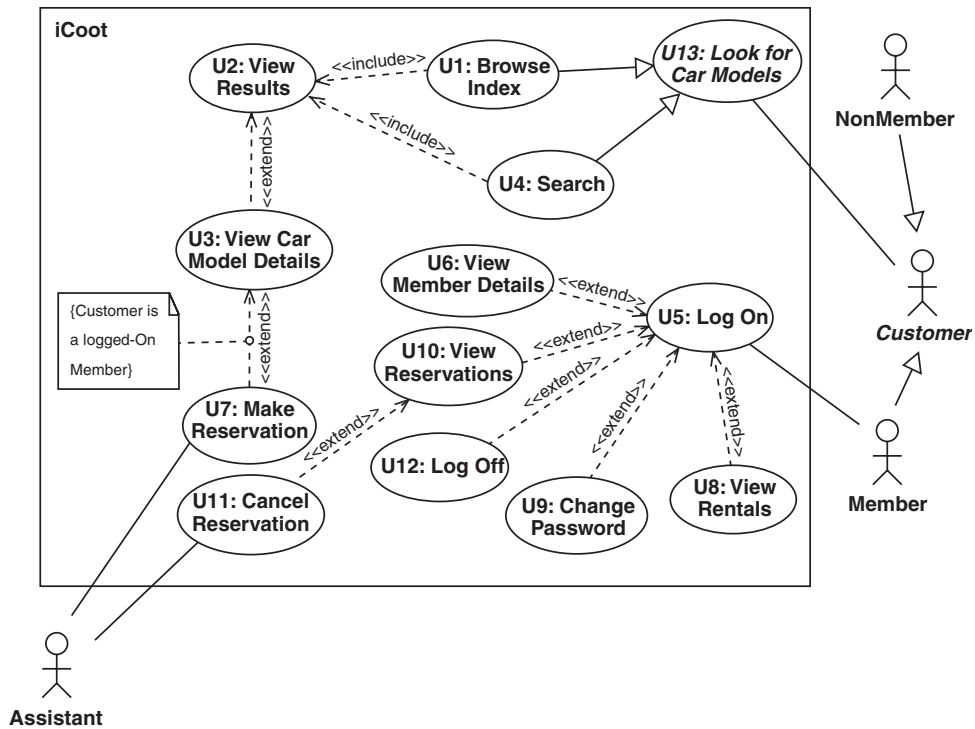 iCoot
U2: View
Results
<<include>>
U1: Browse
Index
U13: Look for
Car Models
NonMember
<<include>>
<<extend>>
U4: Search
U3: View Car
Model Details
U6: View
Member Details
<<extend>>
U5: Log On
Customer
{Customer is
a logged-On
Member}
<<extend>>
U10: View
Reservations
<<extend>>
<<extend>>
<<extend>>
<<extend>>
<<extend>>
U7: Make
Reservation
U12: Log Off
U11: Cancel
Reservation
U9: Change
Password
U8: View
Rentals
Member
Assistant